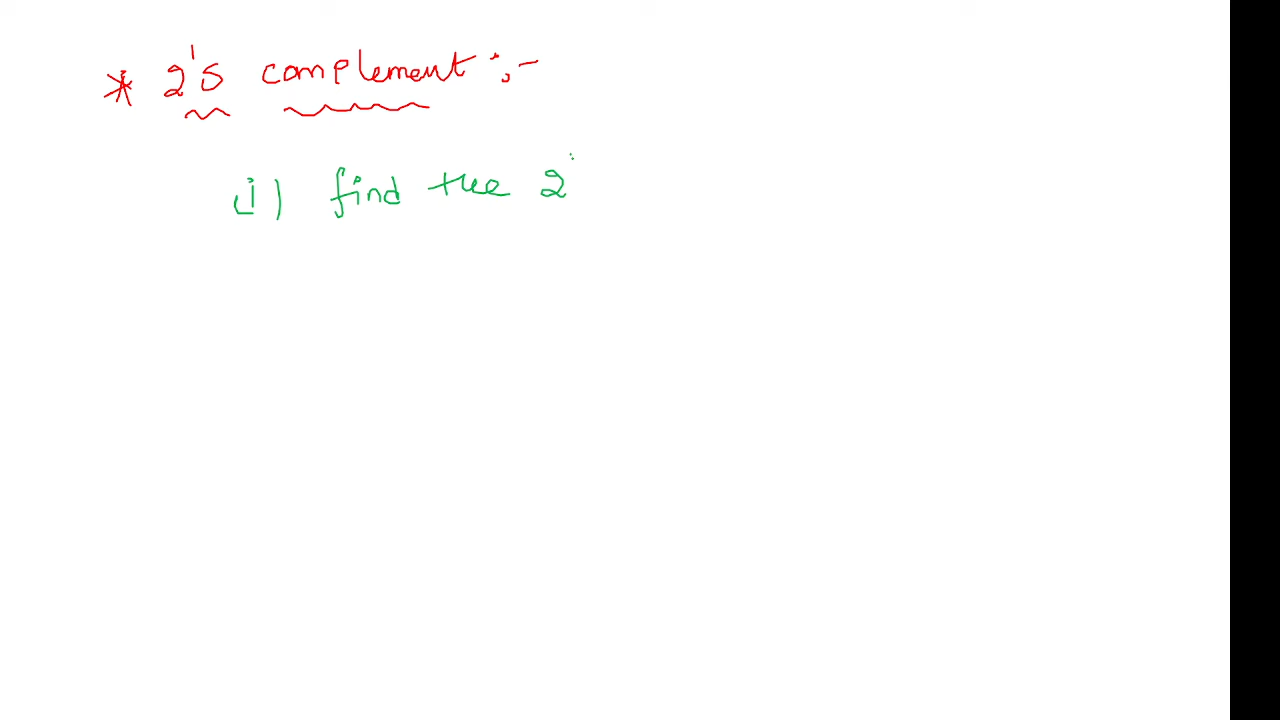 * 2's complement :-
(i) find the 2